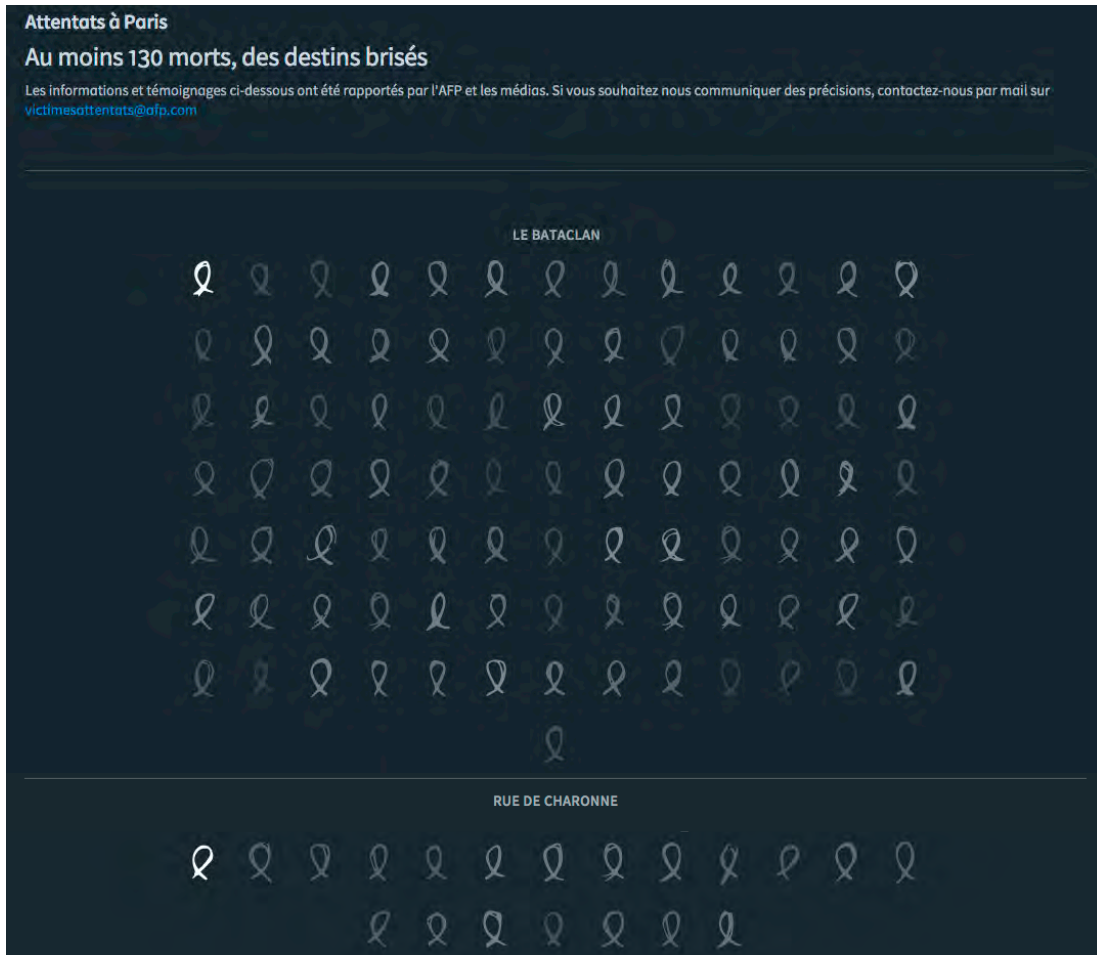 Attentats à Paris
Au moins 130 morts, des destins brisés
Les informations et témoignages ci-dessous ont été rapportés par l'AFP et les médias. Si vous souhaitez nous communiquer des précisions, contactez-nous par mail sur
victimesattentats@afp.com
LE BATACLAN
RUE DE CHARONNE